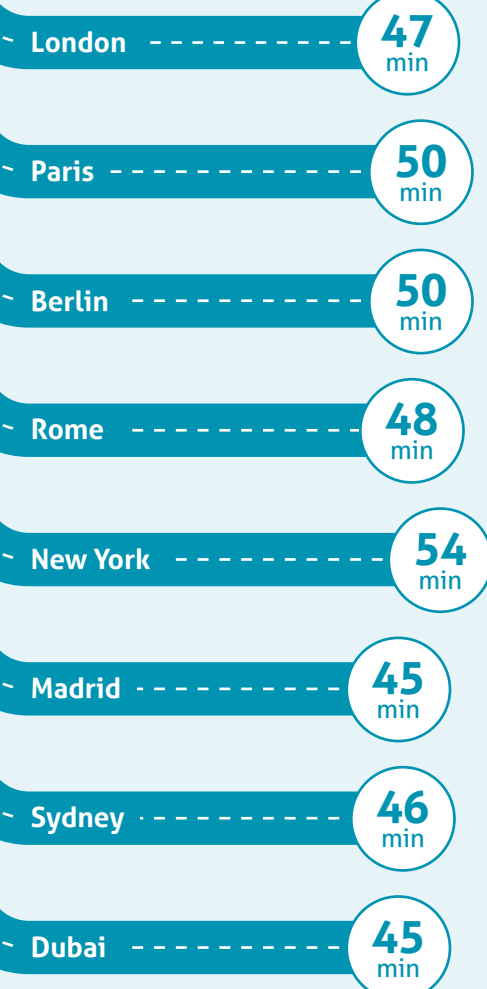 London 47
min
Paris 50
min
Berlin 50
min
Rome 48
min
New York 54
min
Madrid 45
min
Sydney 46
min
Dubai 45
min